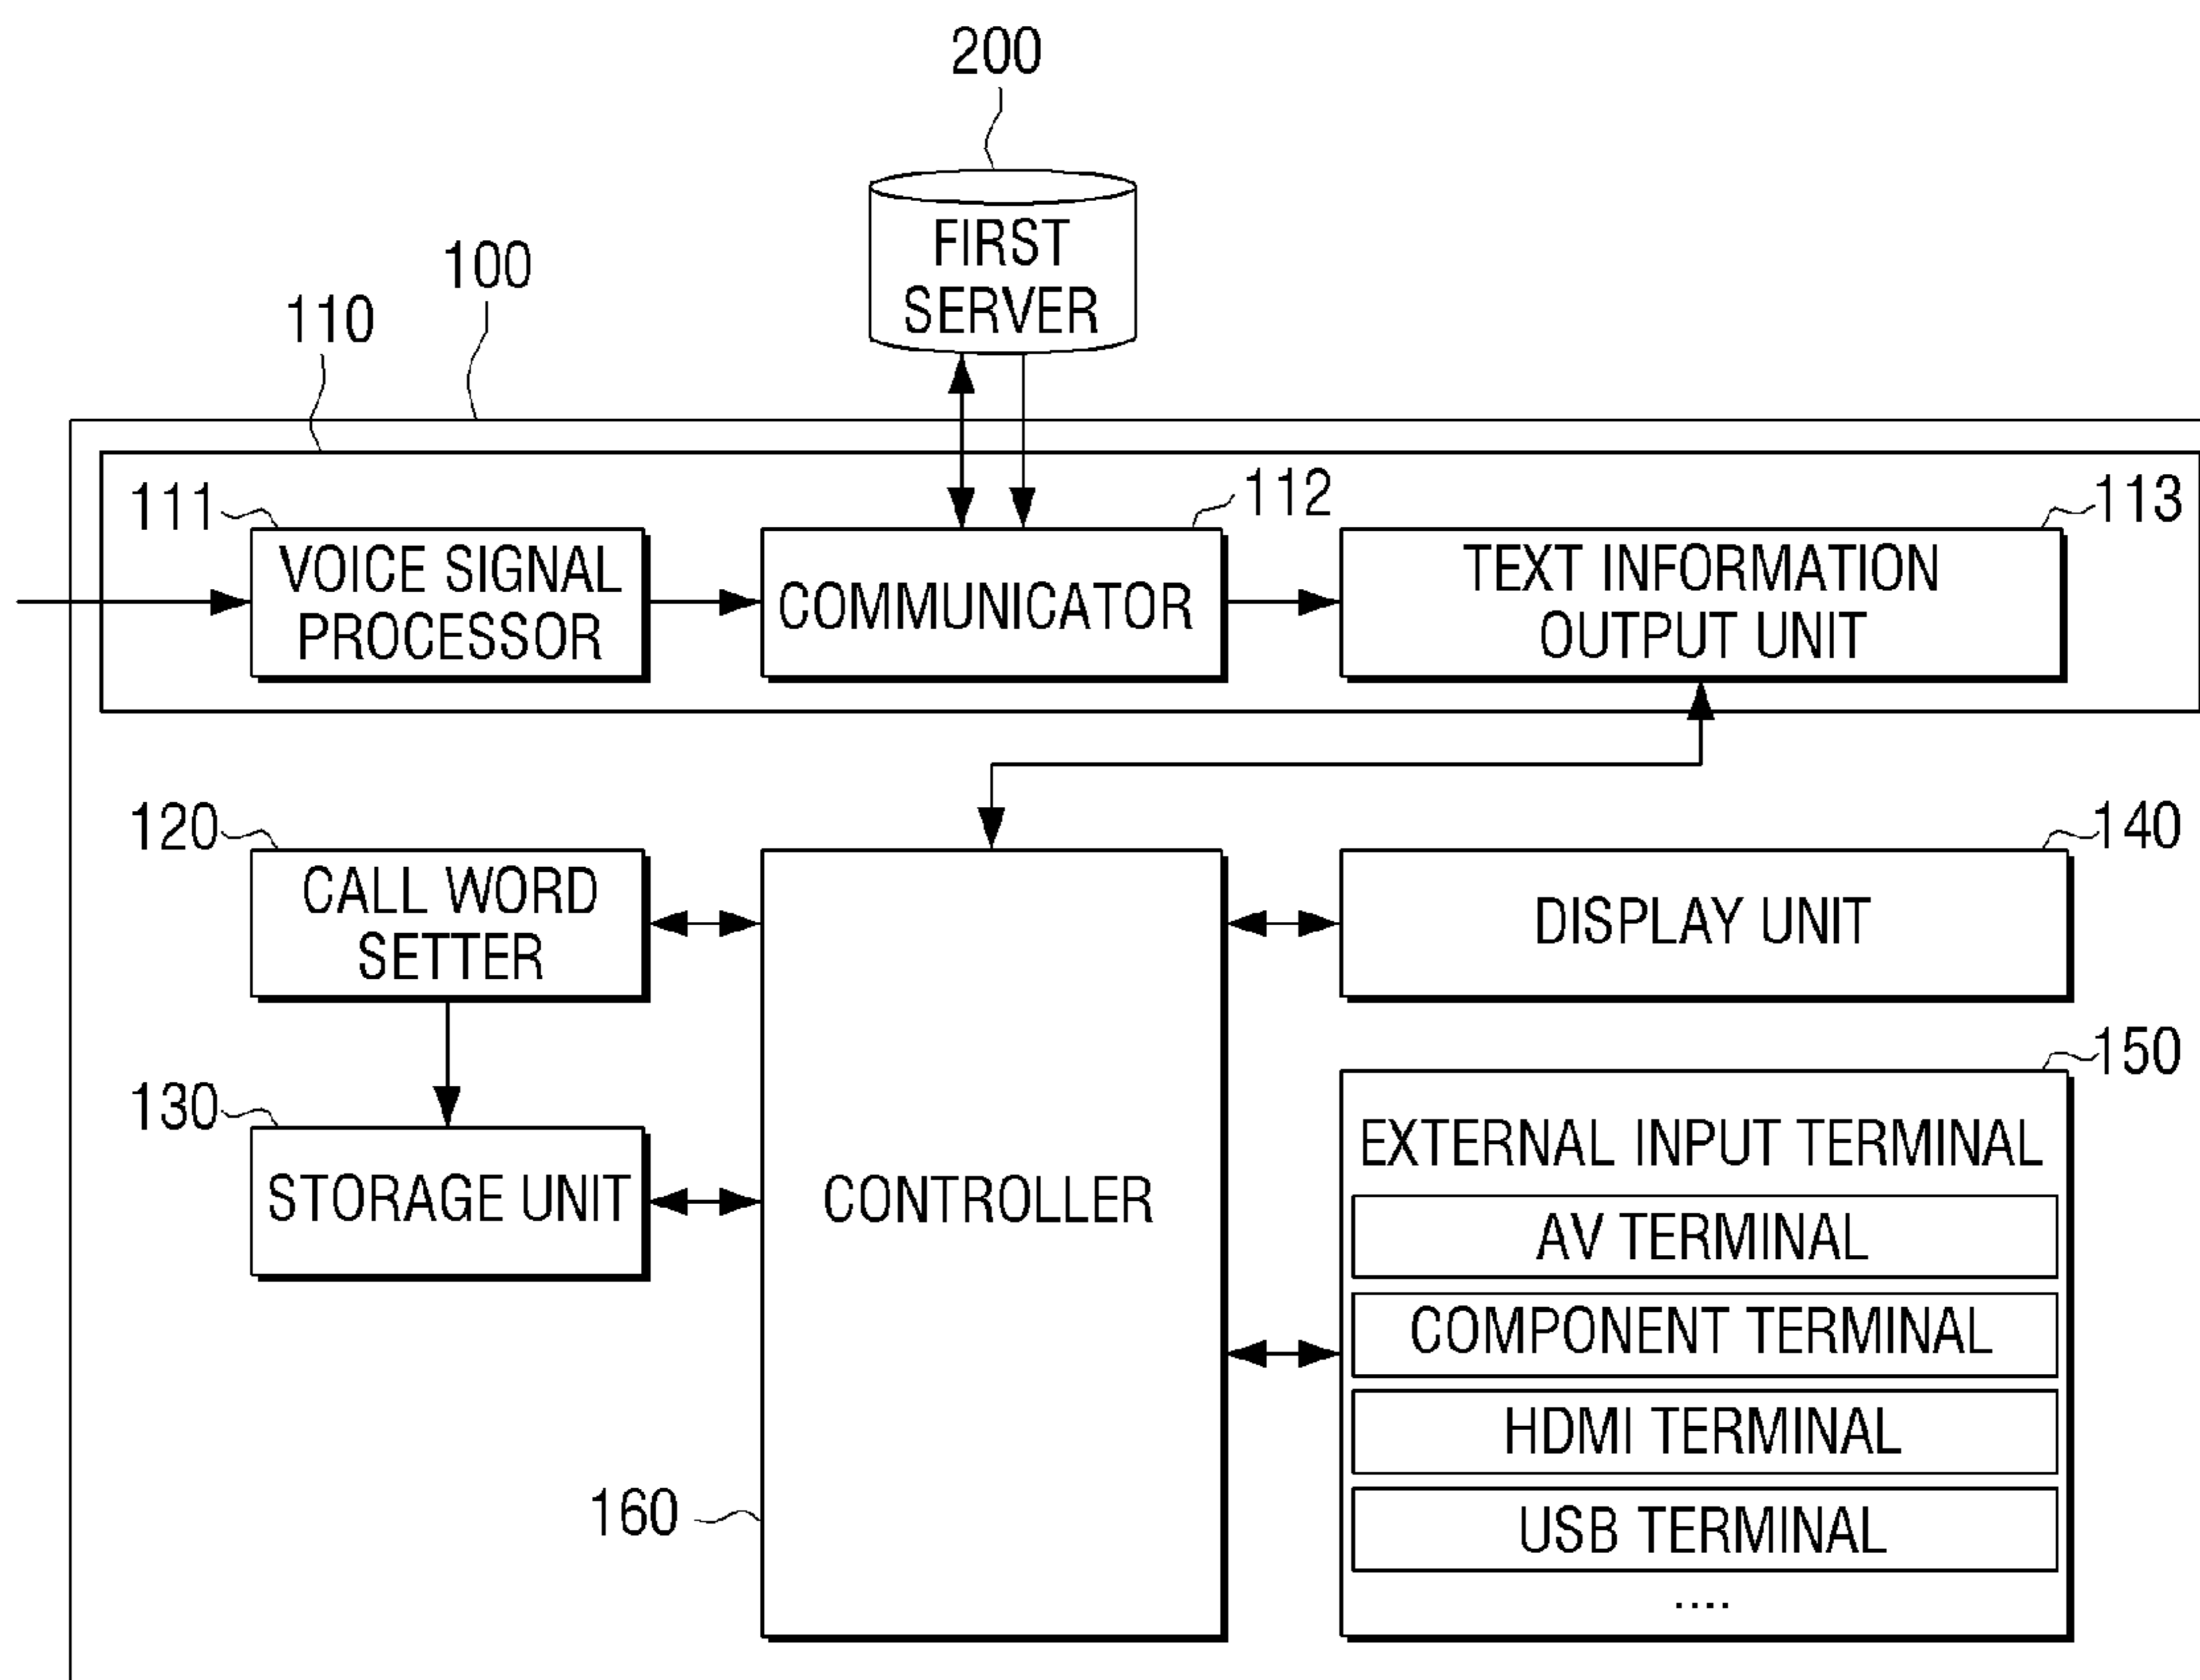 200
FIRST
SERVER
100
110
111
112
113
VOICE SIGNAL
PROCESSOR
COMMUNICATOR
TEXT INFORMATION
OUTPUT UNIT
120
140
CALL WORD
SETTER
DISPLAY UNIT
150
130
STORAGE UNIT
CONTROLLER
EXTERNAL INPUT TERMINAL
AV TERMINAL
COMPONENT TERMINAL
HDMI TERMINAL
160
USB TERMINAL
....